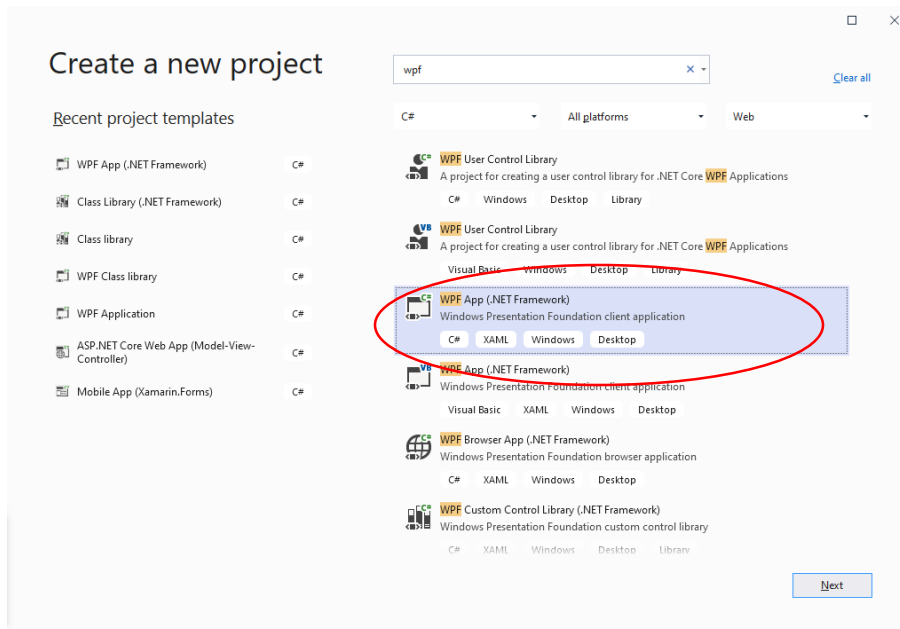 Create a new project
wpf
Clear all
C# All platforms Web
Recent project templates
WPF App (.NET Framework) C#
Class Library (.NET Framework) C#
Class library C#
WPF Class library C#
WPF Application C#
ASP.NET Core Web App (Model-View-
Controller) C#
Mobile App (Xamarin.Forms) C#
WPF User Control Library
A project for creating a user control library for .NET Core WPF Applications
C# Windows Desktop Library
WPF User Control Library
A project for creating a user control library for .NET Core WPF Applications
Visual Basic Windows Desktop Library
WPF App (.NET Framework)
Windows Presentation Foundation client application
C# XAML Windows Desktop
WPF App (.NET Framework)
Windows Presentation Foundation client application
Visual Basic XAML Windows Desktop
WPF Browser App (.NET Framework)
Windows Presentation Foundation browser application
C# XAML Windows Desktop
WPF Custom Control Library (.NET Framework)
Windows Presentation Foundation custom control library
C# XAML Windows Desktop Library
Next